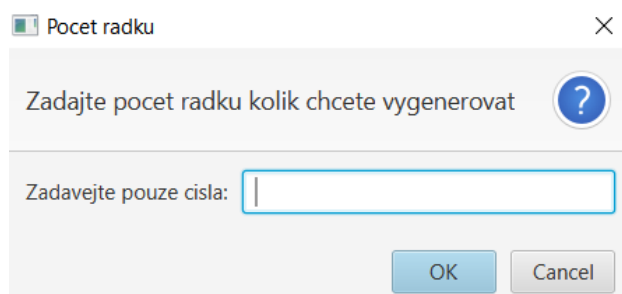 Pocet radku
Zadajte pocet radku kolik chcete vygenerovat
?
Zadavejte pouze cisla:
OK
Cancel